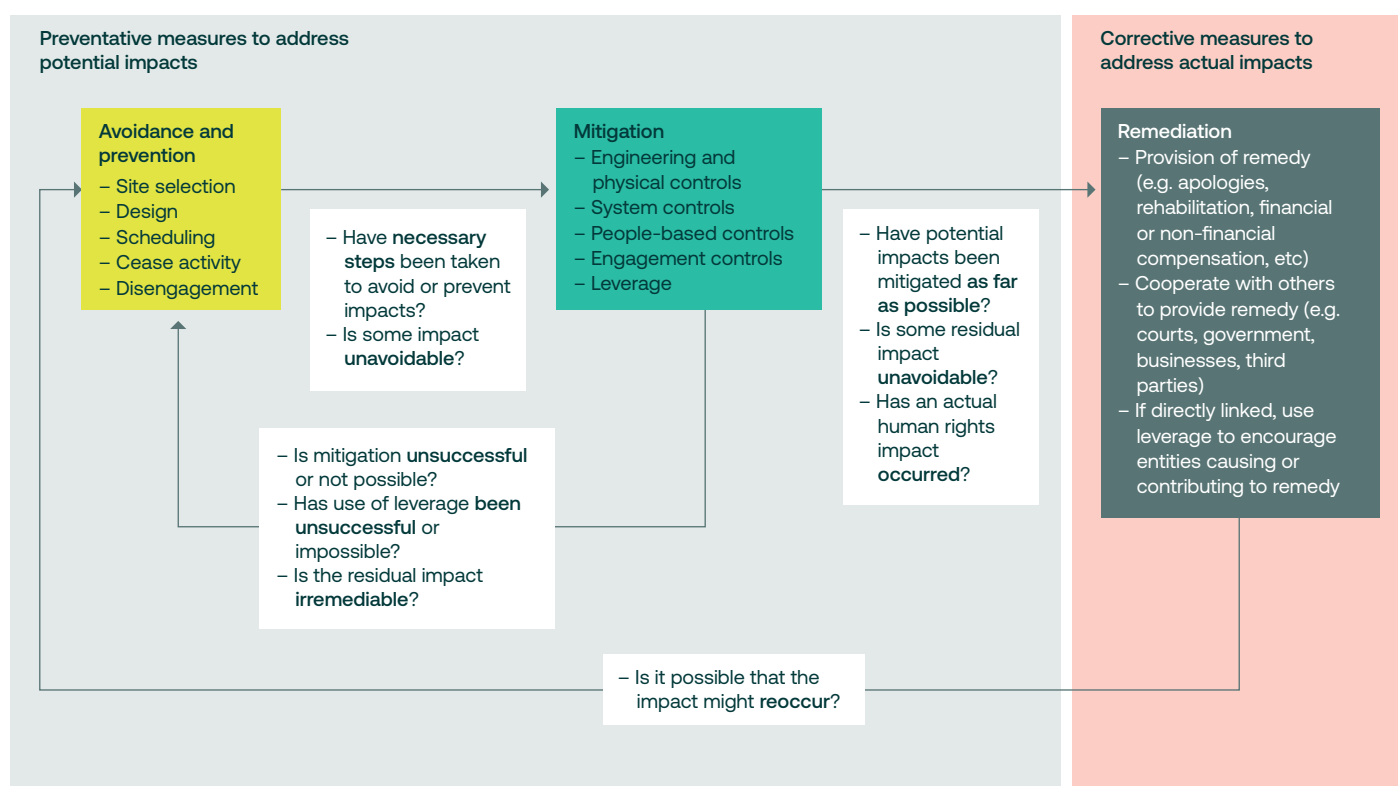 Preventative measures to address
potential impacts
Corrective measures to
address actual impacts
Avoidance and
prevention
– Site selection
– Design
– Scheduling
– Cease activity
– Disengagement
– Have necessary
steps been taken
to avoid or prevent
impacts?
– Is some impact
unavoidable?
Mitigation
– Engineering and
physical controls
– System controls
– People-based controls
– Engagement controls
– Leverage
– Have potential
impacts been
mitigated as far
as possible?
– Is some residual
impact
unavoidable?
– Has an actual
human rights
impact
occurred?
Remediation
– Provision of remedy
(e.g. apologies,
rehabilitation, financial
or non-financial
compensation, etc)
– Cooperate with others
to provide remedy (e.g.
courts, government,
businesses, third
parties)
– If directly linked, use
leverage to encourage
entities causing or
contributing to remedy
– Is mitigation unsuccessful
or not possible?
– Has use of leverage been
unsuccessful or
impossible?
– Is the residual impact
irremediable?
– Is it possible that the
impact might reoccur?